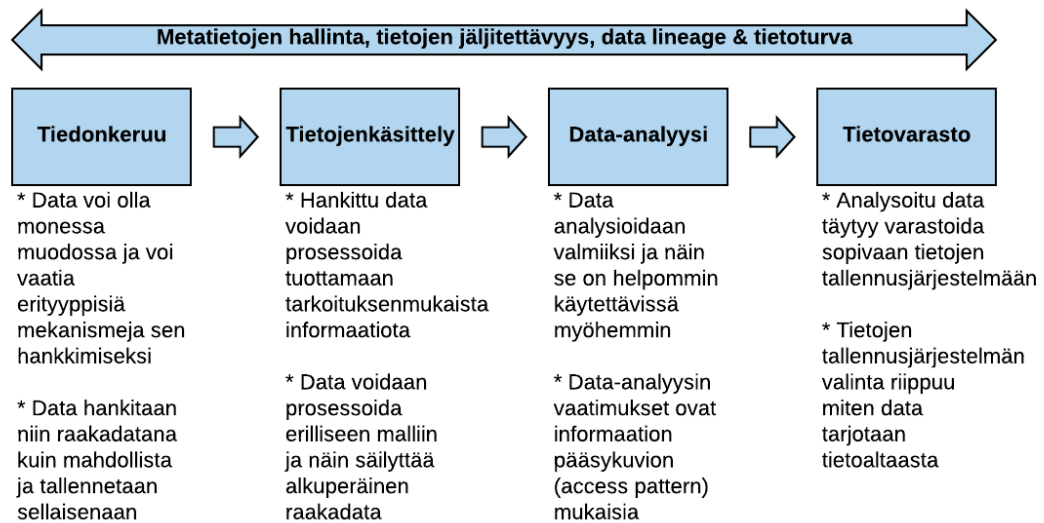 Metatietojen hallinta, tietojen jäljitettävyys, data lineage & tietoturva
Tiedonkeruu
* Data voi olla
monessa
muodossa ja voi
vaatia
erityyppisiä
mekanismeja sen
hankkimiseksi
* Data hankitaan
niin raakadatana
kuin mahdollista
ja tallennetaan
sellaisenaan
Tietojenkäsittely
* Hankittu data
voidaan
prosessoida
tuottamaan
tarkoituksenmukaista
informaatiota
* Data voidaan
prosessoida
erilliseen malliin
ja näin säilyttää
alkuperäinen
raakadata
Data-analyysi
* Data
analysioidaan
valmiiksi ja näin
se on helpommin
käytettävissä
myöhemmin
* Data-analyysin
vaatimukset ovat
informaation
pääsykuvion
(access pattern)
mukaisia
Tietovarasto
* Analysoitu data
täytyy varastoida
sopivaan tietojen
tallennusjärjestelmään
* Tietojen
tallennusjärjestelmän
valinta riippuu
miten data
tarjotaan
tietoaltaasta